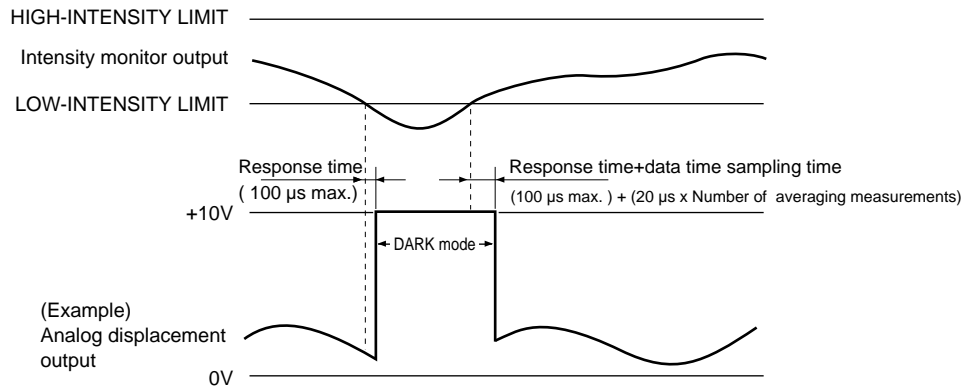 HIGH-INTENSITY LIMIT
Intensity monitor output
LOW-INTENSITY LIMIT
Response time
( 100 µs max.)
Response time+data time sampling time
(100 µs max. ) + (20 µs x Number of averaging measurements)
+10V
DARK mode
(Example)
Analog displacement
output
0V